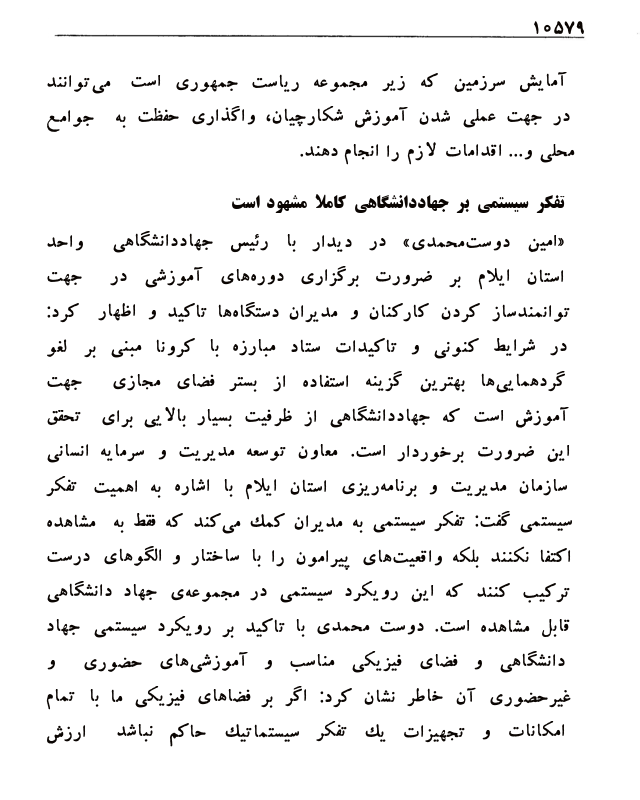 ۱۰۵۷۹
آمایش سرزمین که زیر مجموعه ریاست جمهوری است می‌توانند
در جهت عملی شدن آموزش شکارچیان، واگذاری حفظت به جوامع
محلی و... اقدامات لازم را انجام دهند.
تفکر سیستمی بر جهاددانشگاهی کاملا مشهود است
«امین دوست‌محمدی» در دیدار با رئیس جهاددانشگاهی واحد
استان ایلام بر ضرورت برگزاری دوره‌های آموزشی در جهت
توانمندساز کردن کارکنان و مدیران دستگاه‌ها تاکید و اظهار کرد:
در شرایط کنونی و تاکیدات ستاد مبارزه با کرونا مبنی بر لغو
گردهمایی‌ها بهترین گزینه استفاده از بستر فضای مجازی جهت
آموزش است که جهاددانشگاهی از ظرفیت بسیار بالایی برای تحقق
این ضرورت برخوردار است. معاون توسعه مدیریت و سرمایه انسانی
سازمان مدیریت و برنامه‌ریزی استان ایلام با اشاره به اهمیت تفکر
سیستمی گفت: تفکر سیستمی به مدیران کمك می‌کند که فقط به مشاهده
اکتفا نکنند بلکه واقعیت‌های پیرامون را با ساختار و الگوهای درست
ترکیب کنند که این رویکرد سیستمی در مجموعه‌ی جهاد دانشگاهی
قابل مشاهده است. دوست محمدی با تاکید بر رویکرد سیستمی جهاد
دانشگاهی و فضای فیزیکی مناسب و آموزشی‌های حضوری و
غیرحضوری آن خاطر نشان کرد: اگر بر فضاهای فیزیکی ما با تمام
امکانات و تجهیزات یك تفکر سیستماتیك حاکم نباشد ارزش